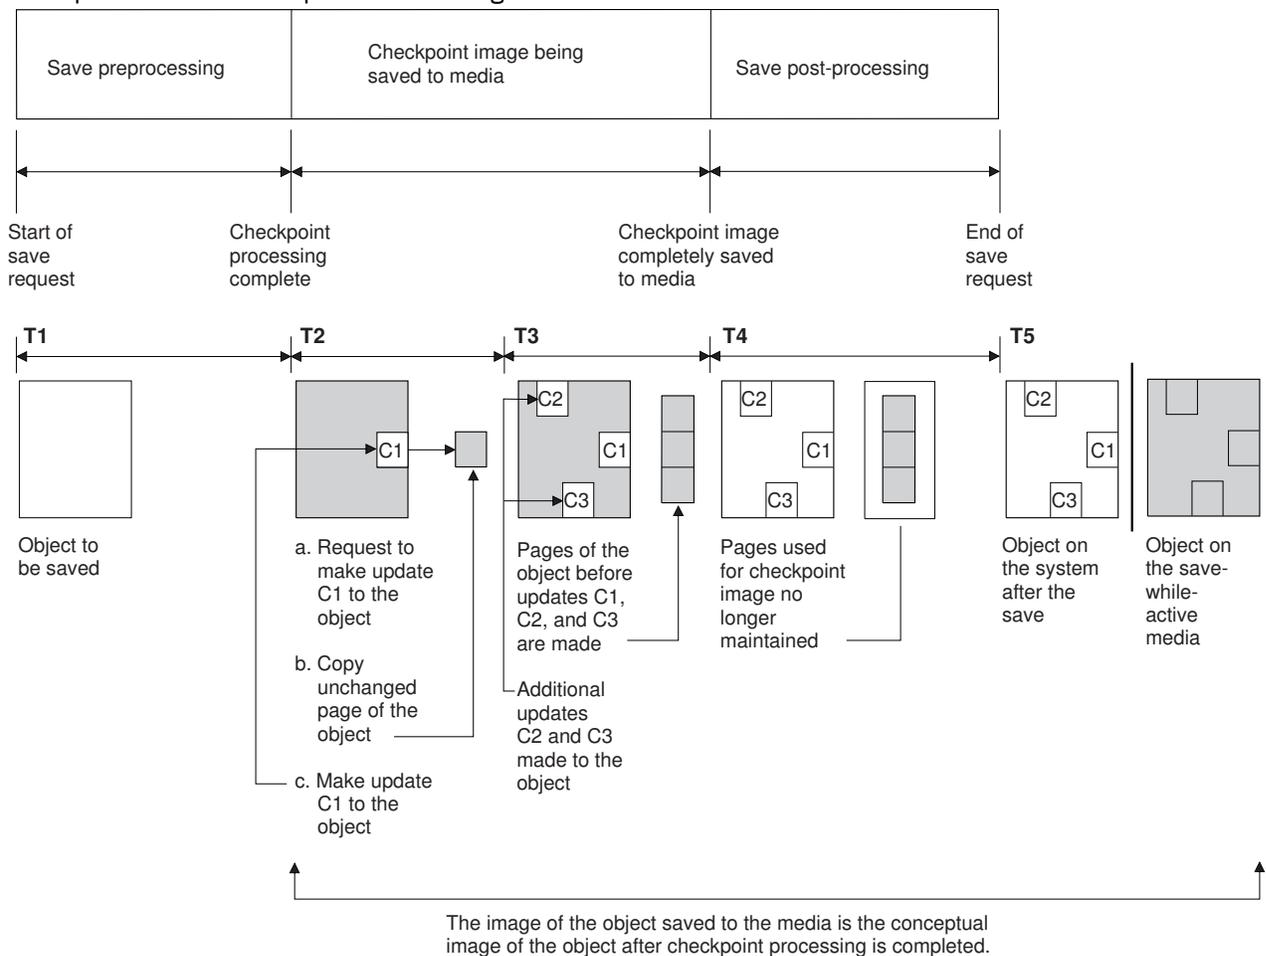 Save preprocessing
Checkpoint image being
saved to media
Save post-processing
Start of
save
request
Checkpoint
processing
complete
Checkpoint image
completely saved
to media
End of
save
request
T1
T2
T3
T4
T5
C1
C2
C1
C3
C2
C1
C3
C2
C1
C3
Object to
be saved
a. Request to
make update
C1 to the
object
b. Copy
unchanged
page of the
object
c. Make update
C1 to the
object
Pages of the
object before
updates C1,
C2, and C3
are made
Additional
updates
C2 and C3
made to the
object
Pages used
for checkpoint
image no
longer
maintained
Object on
the system
after the
save
Object on
the save-
while-
active
media
The image of the object saved to the media is the conceptual
image of the object after checkpoint processing is completed.